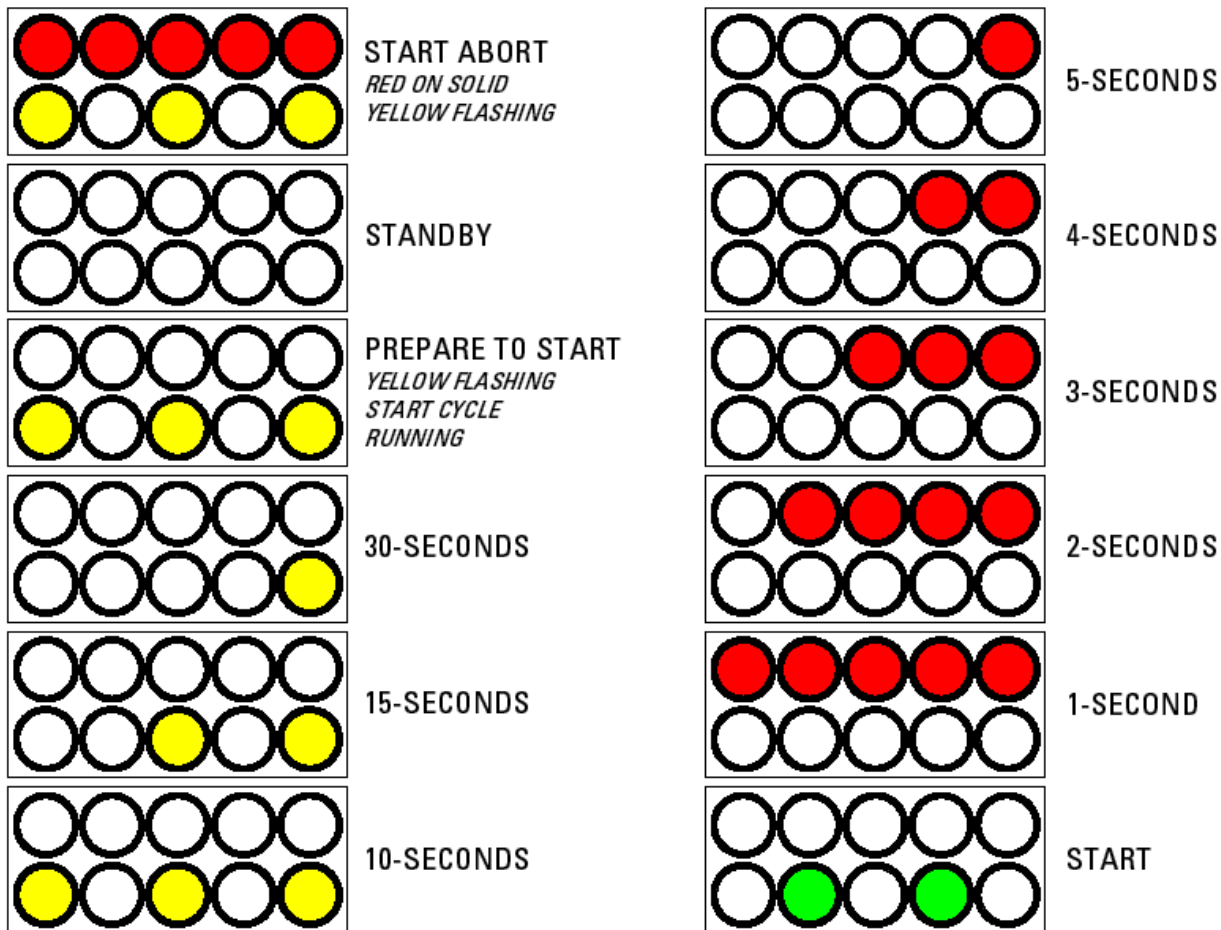 START ABORT
RED ON SOLID
YELLOW FLASHING
STANDBY
PREPARE TO START
YELLOW FLASHING
START CYCLE
RUNNING
30-SECONDS
15-SECONDS
10-SECONDS
5-SECONDS
4-SECONDS
3-SECONDS
2-SECONDS
1-SECOND
START